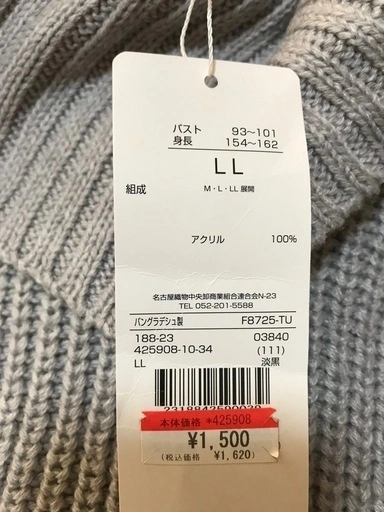 バスト 93~101
身長 154~162
LL
組成 M・L・LL 展開
アクリル 100%
名古屋織物中央卸商業組合連合会N-23
TEL 052-201-5588
バングラデシュ製 F8725-TU
188-23 03840
425908-10-34 (111)
LL 淡黒
本体価格 *425908
¥1,500
(税込価格 ¥1,620)